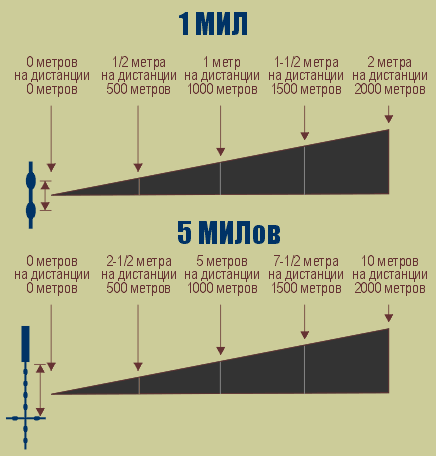 1 МИЛ
0 метров 1/2 метра 1 метр 1-1/2 метра 2 метра
на дистанции на дистанции на дистанции на дистанции на дистанции
0 метров 500 метров 1000 метров 1500 метров 2000 метров
5 МИЛов
0 метров 2-1/2 метра 5 метров 7-1/2 метра 10 метров
на дистанции на дистанции на дистанции на дистанции на дистанции
0 метров 500 метров 1000 метров 1500 метров 2000 метров